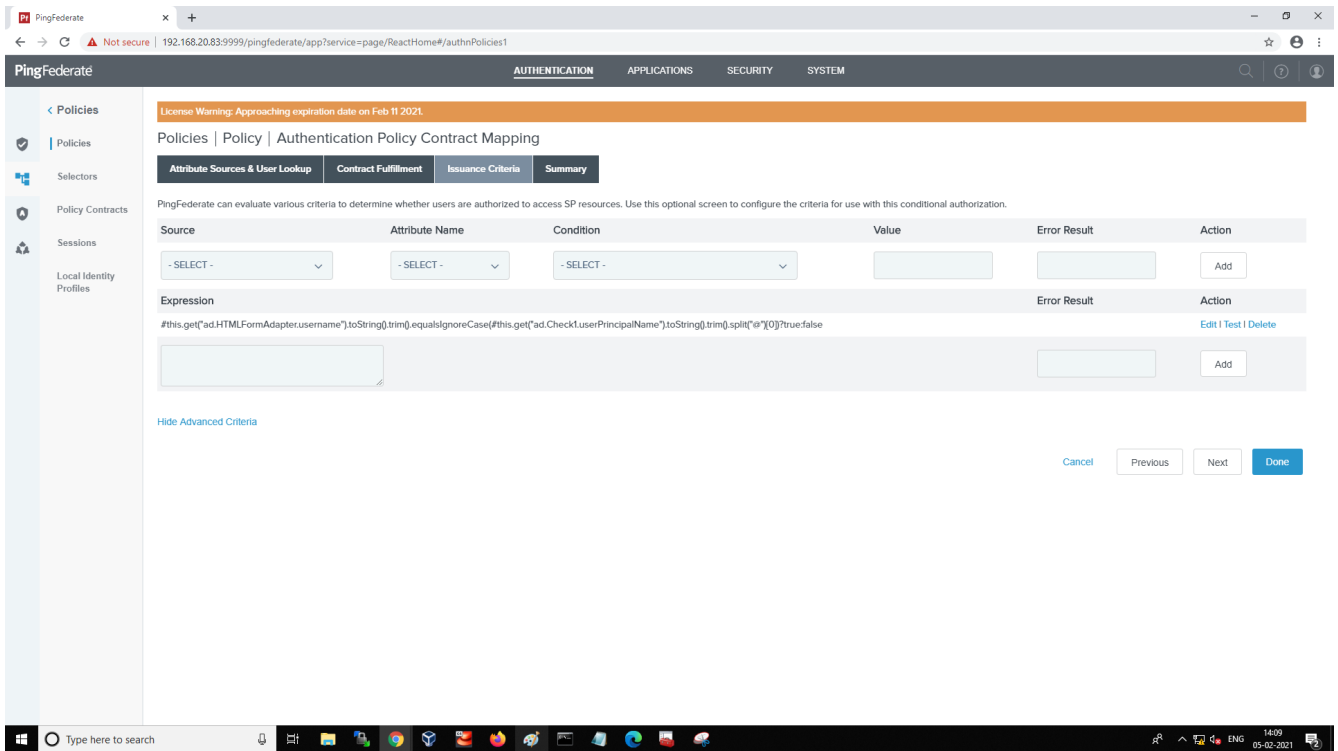 Pr PingFederate
Not secure | 192.168.20.83:9999/pingfederate/app?service=page/ReactHome#/authnPolicies1
PingFederate AUTHENTICATION APPLICATIONS SECURITY SYSTEM
< Policies
Policies
Selectors
Policy Contracts
Sessions
Local Identity
Profiles
License Warning: Approaching expiration date on Feb 11 2021.
Policies | Policy | Authentication Policy Contract Mapping
Attribute Sources & User Lookup Contract Fulfillment Issuance Criteria Summary
PingFederate can evaluate various criteria to determine whether users are authorized to access SP resources. Use this optional screen to configure the criteria for use with this conditional authorization.
Source Attribute Name Condition Value Error Result Action
- SELECT - - SELECT - - SELECT - Add
Expression Error Result Action
#this.get("ad.HTMLFormAdapter.username").toString().trim().equalsIgnoreCase(#this.get("ad.Check1.userPrincipalName").toString().trim().split("@")[0])?true:false Edit | Test | Delete
Add
Hide Advanced Criteria
Cancel Previous Next Done
Type here to search
ENG 14:09
05-02-2021
2